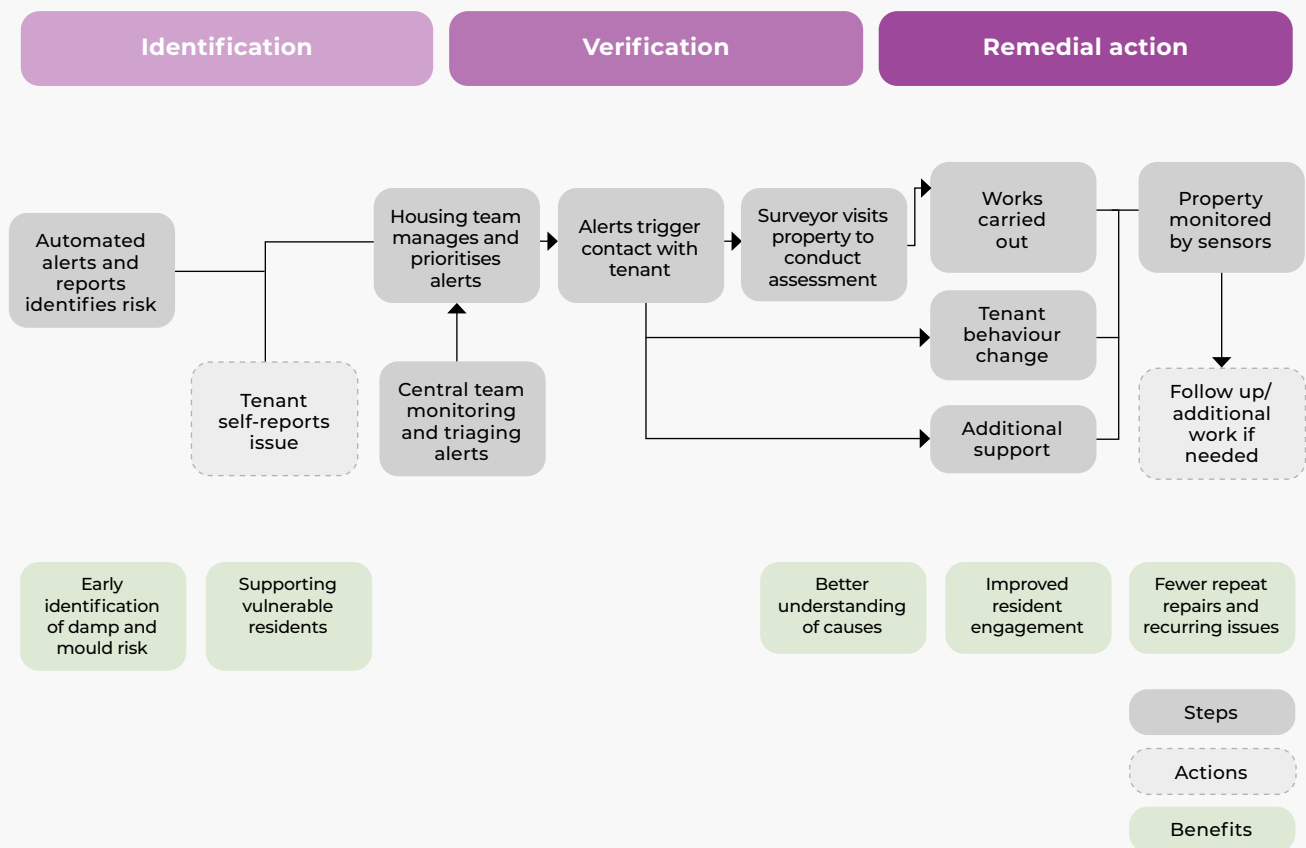 Identification
Verification
Remedial action
Automated
alerts and
reports
identifies risk
Tenant
self-reports
issue
Housing team
manages and
prioritises
alerts
Central team
monitoring
and triaging
alerts
Alerts trigger
contact with
tenant
Surveyor visits
property to
conduct
assessment
Works
carried
out
Tenant
behaviour
change
Additional
support
Property
monitored
by sensors
Follow up/
additional
work if
needed
Early
identification
of damp and
mould risk
Supporting
vulnerable
residents
Better
understanding
of causes
Improved
resident
engagement
Fewer repeat
repairs and
recurring issues
Steps
Actions
Benefits